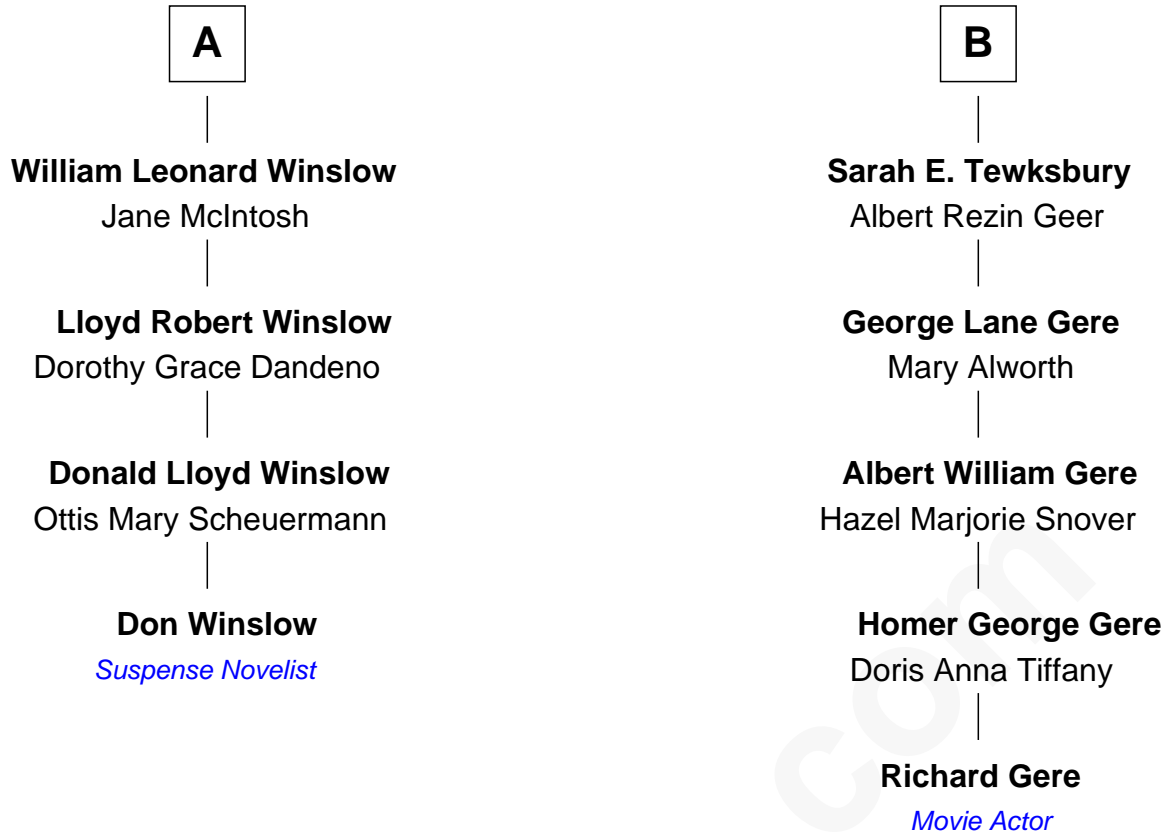 A
William Leonard Winslow
Jane McIntosh
Lloyd Robert Winslow
Dorothy Grace Dandeno
Donald Lloyd Winslow
Ottis Mary Scheuermann
Don Winslow
Suspense Novelist
B
Sarah E. Tewksbury
Albert Rezin Geer
George Lane Gere
Mary Alworth
Albert William Gere
Hazel Marjorie Snover
Homer George Gere
Doris Anna Tiffany
Richard Gere
Movie Actor
com